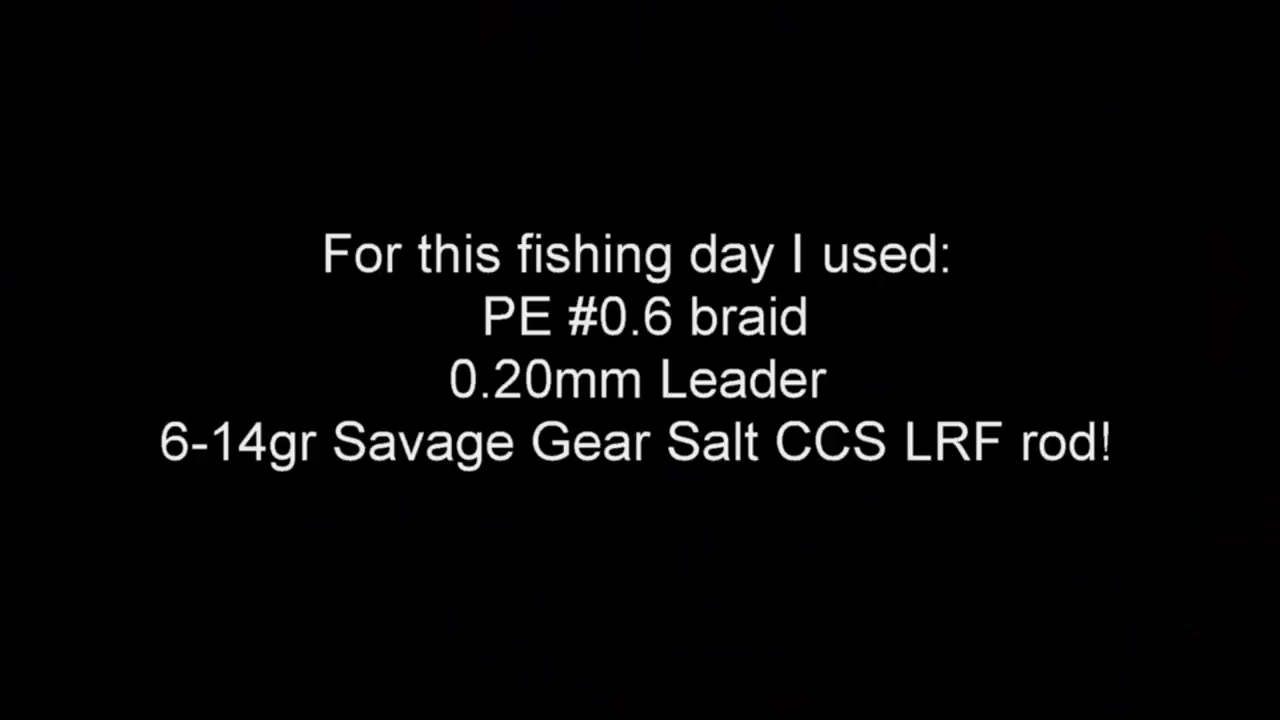 For this fishing day I used:
PE #0.6 braid
0.20mm Leader
6-14gr Savage Gear Salt CCS LRF rod!